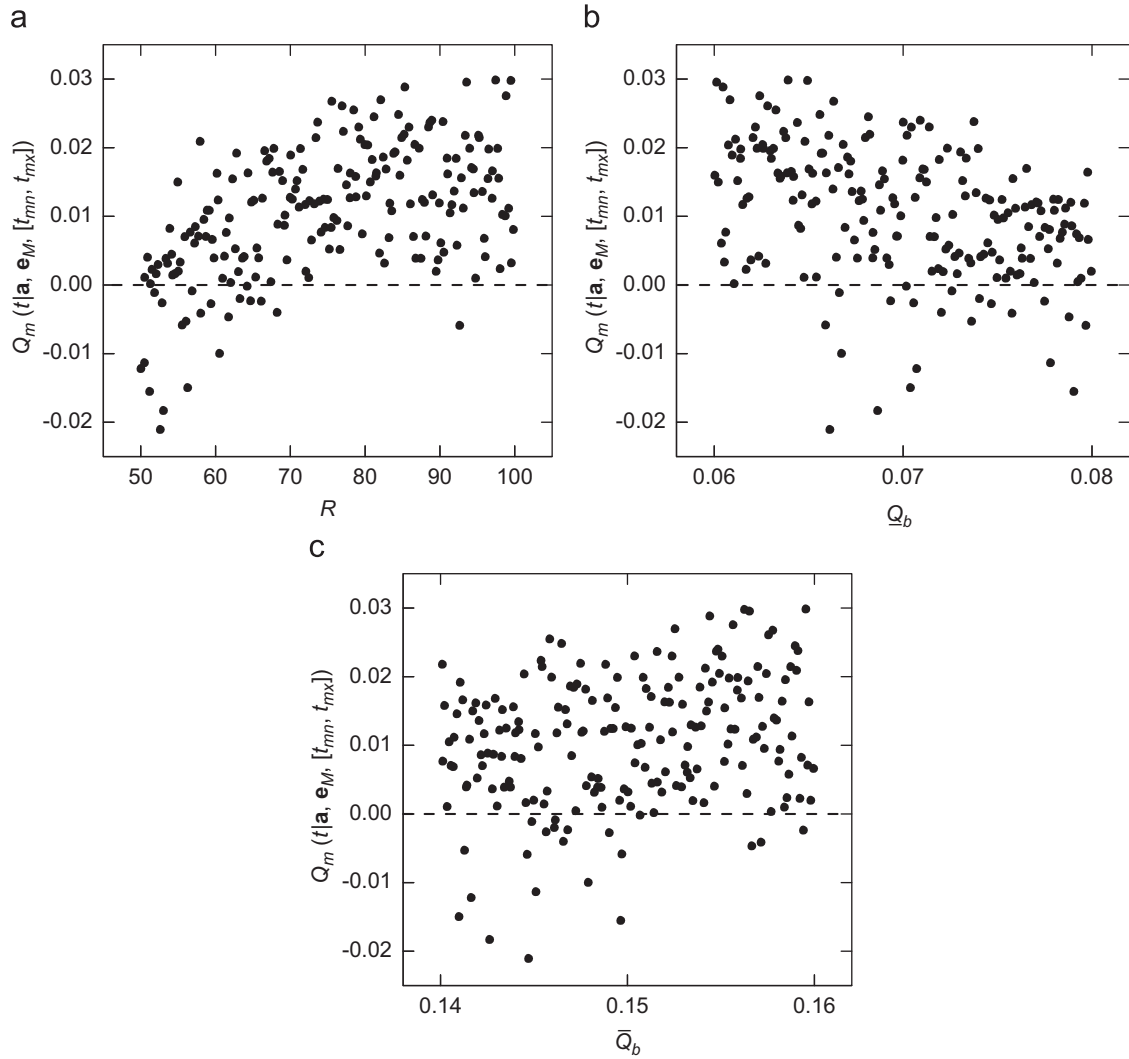 a
b
0.03
0.02
0.01
0.00
-0.01
-0.02
Q_m (t|a, e_M, [t_mn, t_mx])
50 60 70 80 90 100
R
0.03
0.02
0.01
0.00
-0.01
-0.02
Q_m (t|a, e_M, [t_mn, t_mx])
0.06 0.07 0.08
Q̲_b
c
0.03
0.02
0.01
0.00
-0.01
-0.02
Q_m (t|a, e_M, [t_mn, t_mx])
0.14 0.15 0.16
Q̅_b